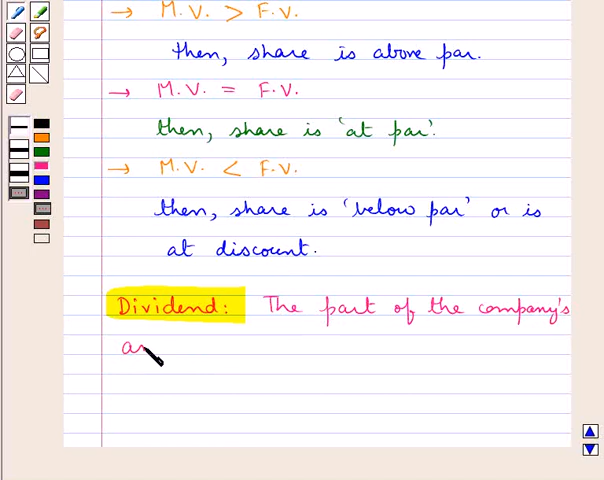 → M.V. > F.V.
then, share is above par.
→ M.V. = F.V.
then, share is 'at par'.
→ M.V. < F.V.
then, share is 'below par' or is
at discount.
Dividend: The part of the company's
an